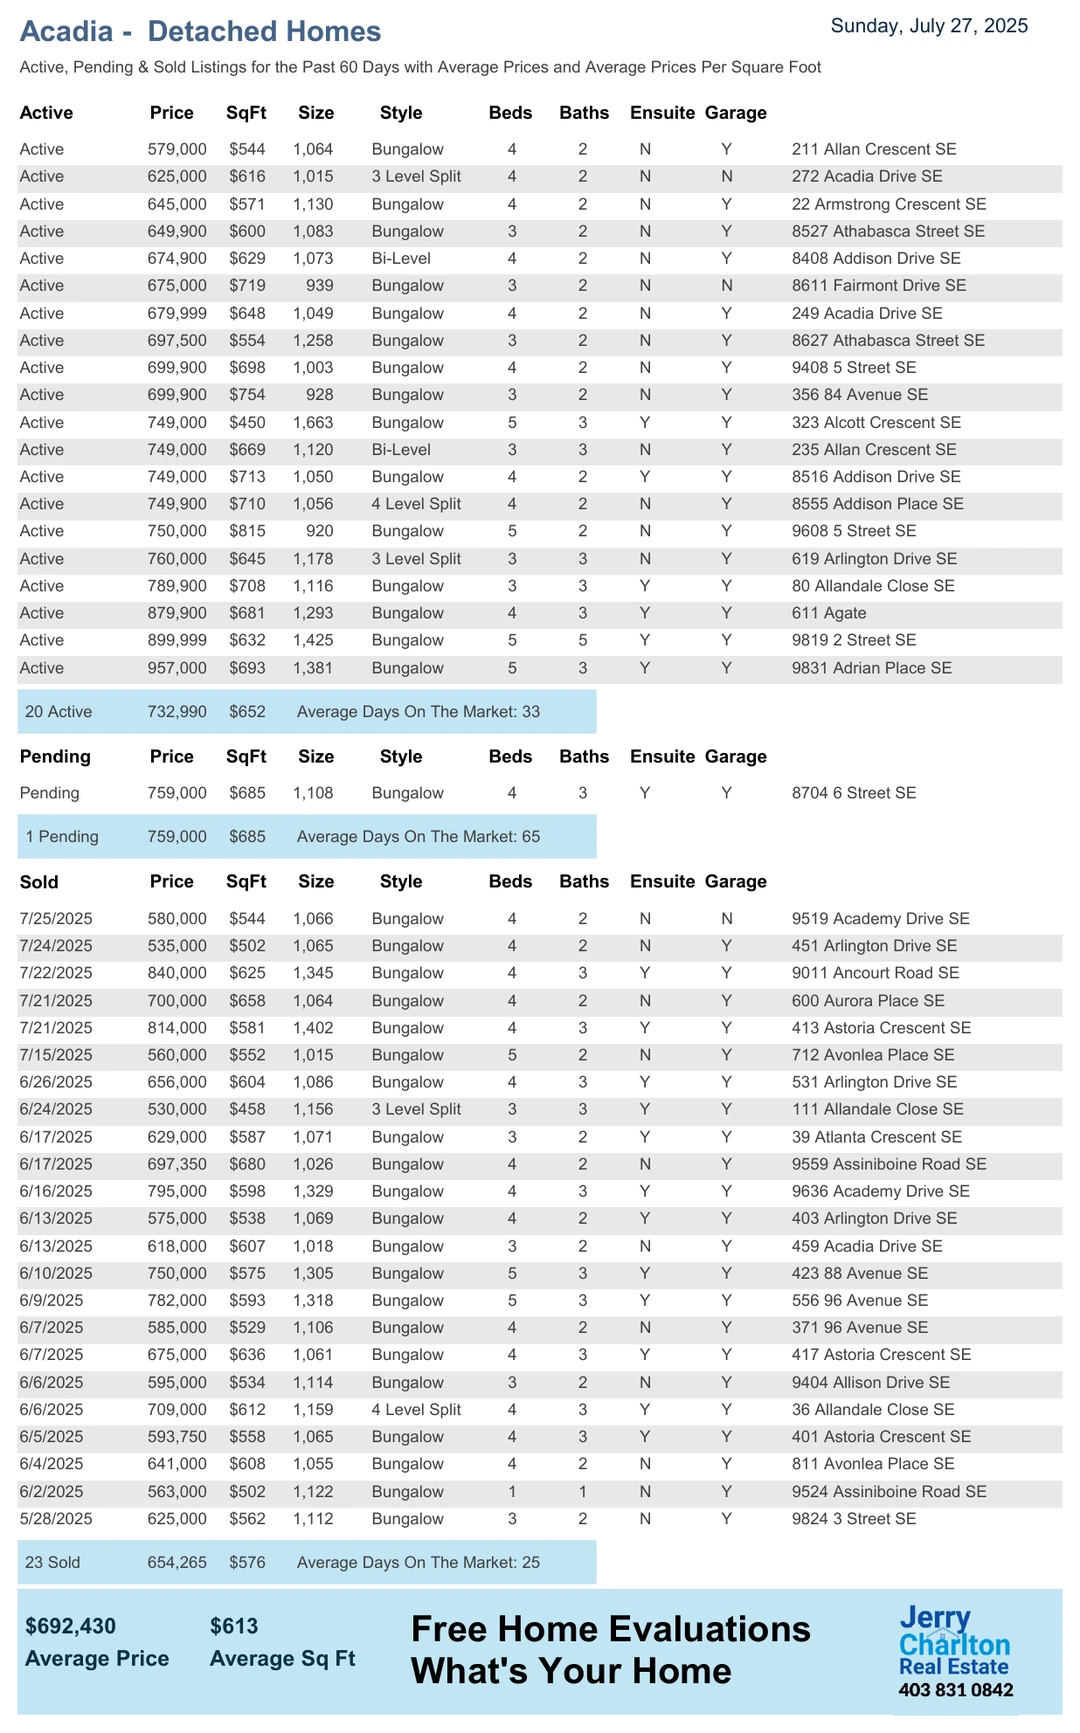 Acadia - Detached Homes
Sunday, July 27, 2025
Active, Pending & Sold Listings for the Past 60 Days with Average Prices and Average Prices Per Square Foot
Active Price SqFt Size Style Beds Baths Ensuite Garage
Active 579,000 $544 1,064 Bungalow 4 2 N Y 211 Allan Crescent SE
Active 625,000 $616 1,015 3 Level Split 4 2 N N 272 Acadia Drive SE
Active 645,000 $571 1,130 Bungalow 4 2 N Y 22 Armstrong Crescent SE
Active 649,900 $600 1,083 Bungalow 3 2 N Y 8527 Athabasca Street SE
Active 674,900 $629 1,073 Bi-Level 4 2 N Y 8408 Addison Drive SE
Active 675,000 $719 939 Bungalow 3 2 N N 8611 Fairmont Drive SE
Active 679,999 $648 1,049 Bungalow 4 2 N Y 249 Acadia Drive SE
Active 697,500 $554 1,258 Bungalow 3 2 N Y 8627 Athabasca Street SE
Active 699,900 $698 1,003 Bungalow 4 2 N Y 9408 5 Street SE
Active 699,900 $754 928 Bungalow 3 2 N Y 356 84 Avenue SE
Active 749,000 $450 1,663 Bungalow 5 3 Y Y 323 Alcott Crescent SE
Active 749,000 $669 1,120 Bi-Level 3 3 N Y 235 Allan Crescent SE
Active 749,000 $713 1,050 Bungalow 4 2 Y Y 8516 Addison Drive SE
Active 749,900 $710 1,056 4 Level Split 4 2 N Y 8555 Addison Place SE
Active 750,000 $815 920 Bungalow 5 2 N Y 9608 5 Street SE
Active 760,000 $645 1,178 3 Level Split 3 3 N Y 619 Arlington Drive SE
Active 789,900 $708 1,116 Bungalow 3 3 Y Y 80 Allandale Close SE
Active 879,900 $681 1,293 Bungalow 4 3 Y Y 611 Agate
Active 899,999 $632 1,425 Bungalow 5 5 Y Y 9819 2 Street SE
Active 957,000 $693 1,381 Bungalow 5 3 Y Y 9831 Adrian Place SE
20 Active 732,990 $652 Average Days On The Market: 33
Pending Price SqFt Size Style Beds Baths Ensuite Garage
Pending 759,000 $685 1,108 Bungalow 4 3 Y Y 8704 6 Street SE
1 Pending 759,000 $685 Average Days On The Market: 65
Sold Price SqFt Size Style Beds Baths Ensuite Garage
7/25/2025 580,000 $544 1,066 Bungalow 4 2 N N 9519 Academy Drive SE
7/24/2025 535,000 $502 1,065 Bungalow 4 2 N Y 451 Arlington Drive SE
7/22/2025 840,000 $625 1,345 Bungalow 4 3 Y Y 9011 Ancourt Road SE
7/21/2025 700,000 $658 1,064 Bungalow 4 2 N Y 600 Aurora Place SE
7/21/2025 814,000 $581 1,402 Bungalow 4 3 Y Y 413 Astoria Crescent SE
7/15/2025 560,000 $552 1,015 Bungalow 5 2 N Y 712 Avonlea Place SE
6/26/2025 656,000 $604 1,086 Bungalow 4 3 Y Y 531 Arlington Drive SE
6/24/2025 530,000 $458 1,156 3 Level Split 3 3 Y Y 111 Allandale Close SE
6/17/2025 629,000 $587 1,071 Bungalow 3 2 Y Y 39 Atlanta Crescent SE
6/17/2025 697,350 $680 1,026 Bungalow 4 2 N Y 9559 Assiniboine Road SE
6/16/2025 795,000 $598 1,329 Bungalow 4 3 Y Y 9636 Academy Drive SE
6/13/2025 575,000 $538 1,069 Bungalow 4 2 Y Y 403 Arlington Drive SE
6/13/2025 618,000 $607 1,018 Bungalow 3 2 N Y 459 Acadia Drive SE
6/10/2025 750,000 $575 1,305 Bungalow 5 3 Y Y 423 88 Avenue SE
6/9/2025 782,000 $593 1,318 Bungalow 5 3 Y Y 556 96 Avenue SE
6/7/2025 585,000 $529 1,106 Bungalow 4 2 N Y 371 96 Avenue SE
6/7/2025 675,000 $636 1,061 Bungalow 4 3 Y Y 417 Astoria Crescent SE
6/6/2025 595,000 $534 1,114 Bungalow 3 2 N Y 9404 Allison Drive SE
6/6/2025 709,000 $612 1,159 4 Level Split 4 3 Y Y 36 Allandale Close SE
6/5/2025 593,750 $558 1,065 Bungalow 4 3 Y Y 401 Astoria Crescent SE
6/4/2025 641,000 $608 1,055 Bungalow 4 2 N Y 811 Avonlea Place SE
6/2/2025 563,000 $502 1,122 Bungalow 1 1 N Y 9524 Assiniboine Road SE
5/28/2025 625,000 $562 1,112 Bungalow 3 2 N Y 9824 3 Street SE
23 Sold 654,265 $576 Average Days On The Market: 25
$692,430 $613
Average Price Average Sq Ft
Free Home Evaluations
What's Your Home
Jerry
Charlton
Real Estate
403 831 0842